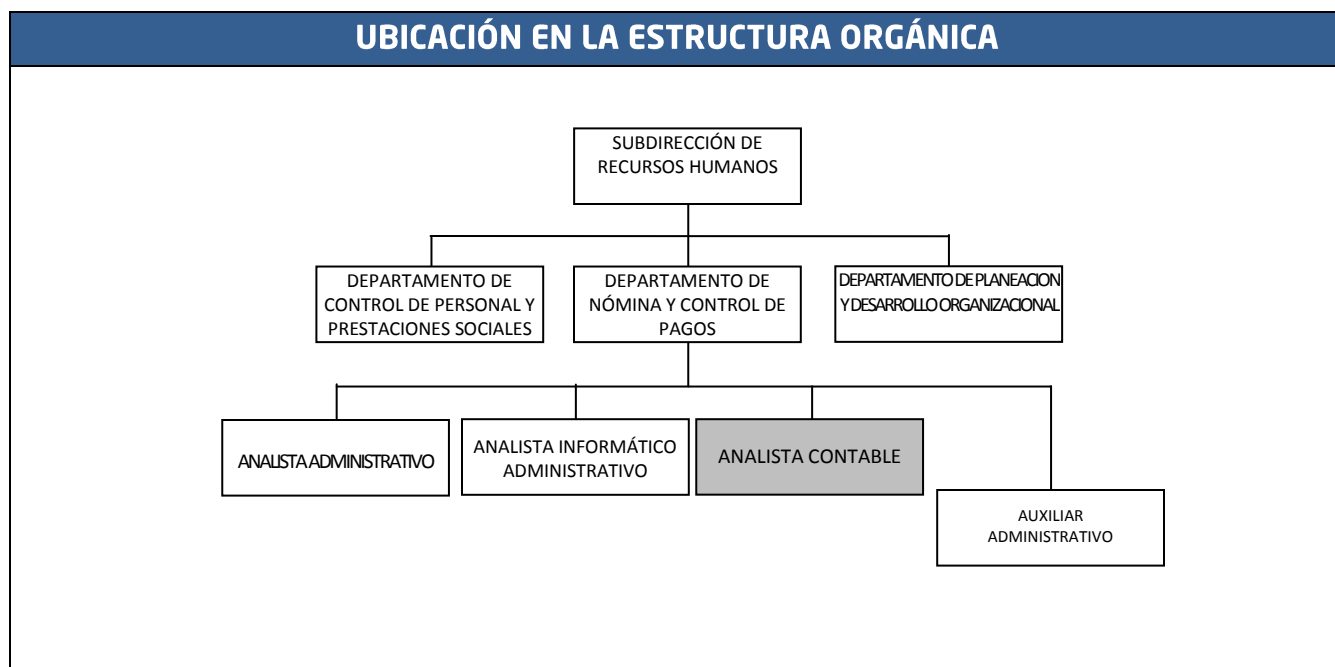 UBICACIÓN EN LA ESTRUCTURA ORGÁNICA
SUBDIRECCIÓN DE
RECURSOS HUMANOS
DEPARTAMENTO DE
CONTROL DE PERSONAL Y
PRESTACIONES SOCIALES
DEPARTAMENTO DE
NÓMINA Y CONTROL DE
PAGOS
DEPARTAMENTO DE PLANEACION
Y DESARROLLO ORGANIZACIONAL
ANALISTA ADMINISTRATIVO
ANALISTA INFORMÁTICO
ADMINISTRATIVO
ANALISTA CONTABLE
AUXILIAR
ADMINISTRATIVO